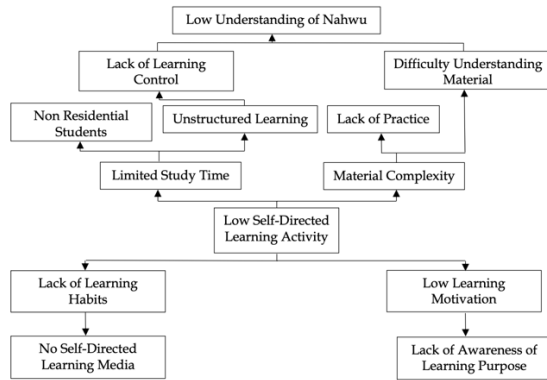 Low Understanding of Nahwu
Lack of Learning
Control
Difficulty Understanding
Material
Non Residential
Students
Unstructured Learning
Lack of Practice
Limited Study Time
Material Complexity
Low Self-Directed
Learning Activity
Lack of Learning
Habits
Low Learning
Motivation
No Self-Directed
Learning Media
Lack of Awareness of
Learning Purpose